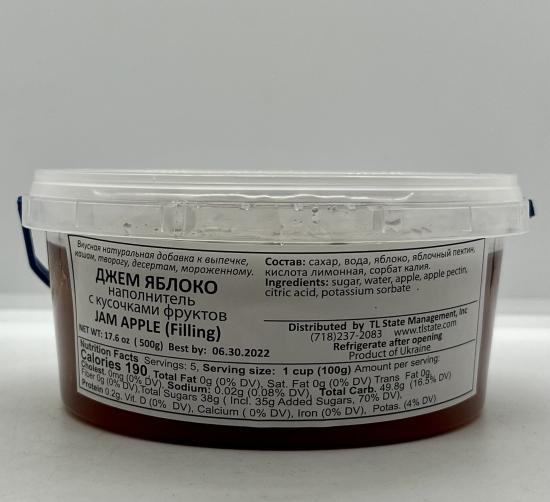 Вкусная натуральная добавка к выпечке,
кашам, творогу, десертам, мороженному.
ДЖЕМ ЯБЛОКО
наполнитель
с кусочками фруктов
JAM APPLE (Filling)
NET WT: 17.6 oz ( 500g) Best by: 06.30.2022
Состав: сахар, вода, яблоко, яблочный пектин,
кислота лимонная, сорбат калия.
Ingredients: sugar, water, apple, apple pectin,
citric acid, potassium sorbate .
Distributed by TL State Management, Inc
(718)237-2083 www.tlstate.com
Refrigerate after opening
Product of Ukraine
Nutrition Facts Servings: 5, Serving size: 1 cup (100g) Amount per serving:
Calories 190, Total Fat 0g (0% DV), Sat. Fat 0g (0% DV) Trans Fat 0g,
Cholest. 0mg (0% DV), Sodium: 0.02g (0.08% DV), Total Carb. 49.8g (16.5% DV)
Fiber 0g (0% DV),Total Sugars 38g ( Incl. 35g Added Sugars, 70% DV),
Protein 0.2g, Vit. D (0% DV), Calcium ( 0% DV), Iron (0% DV), Potas. (4% DV)